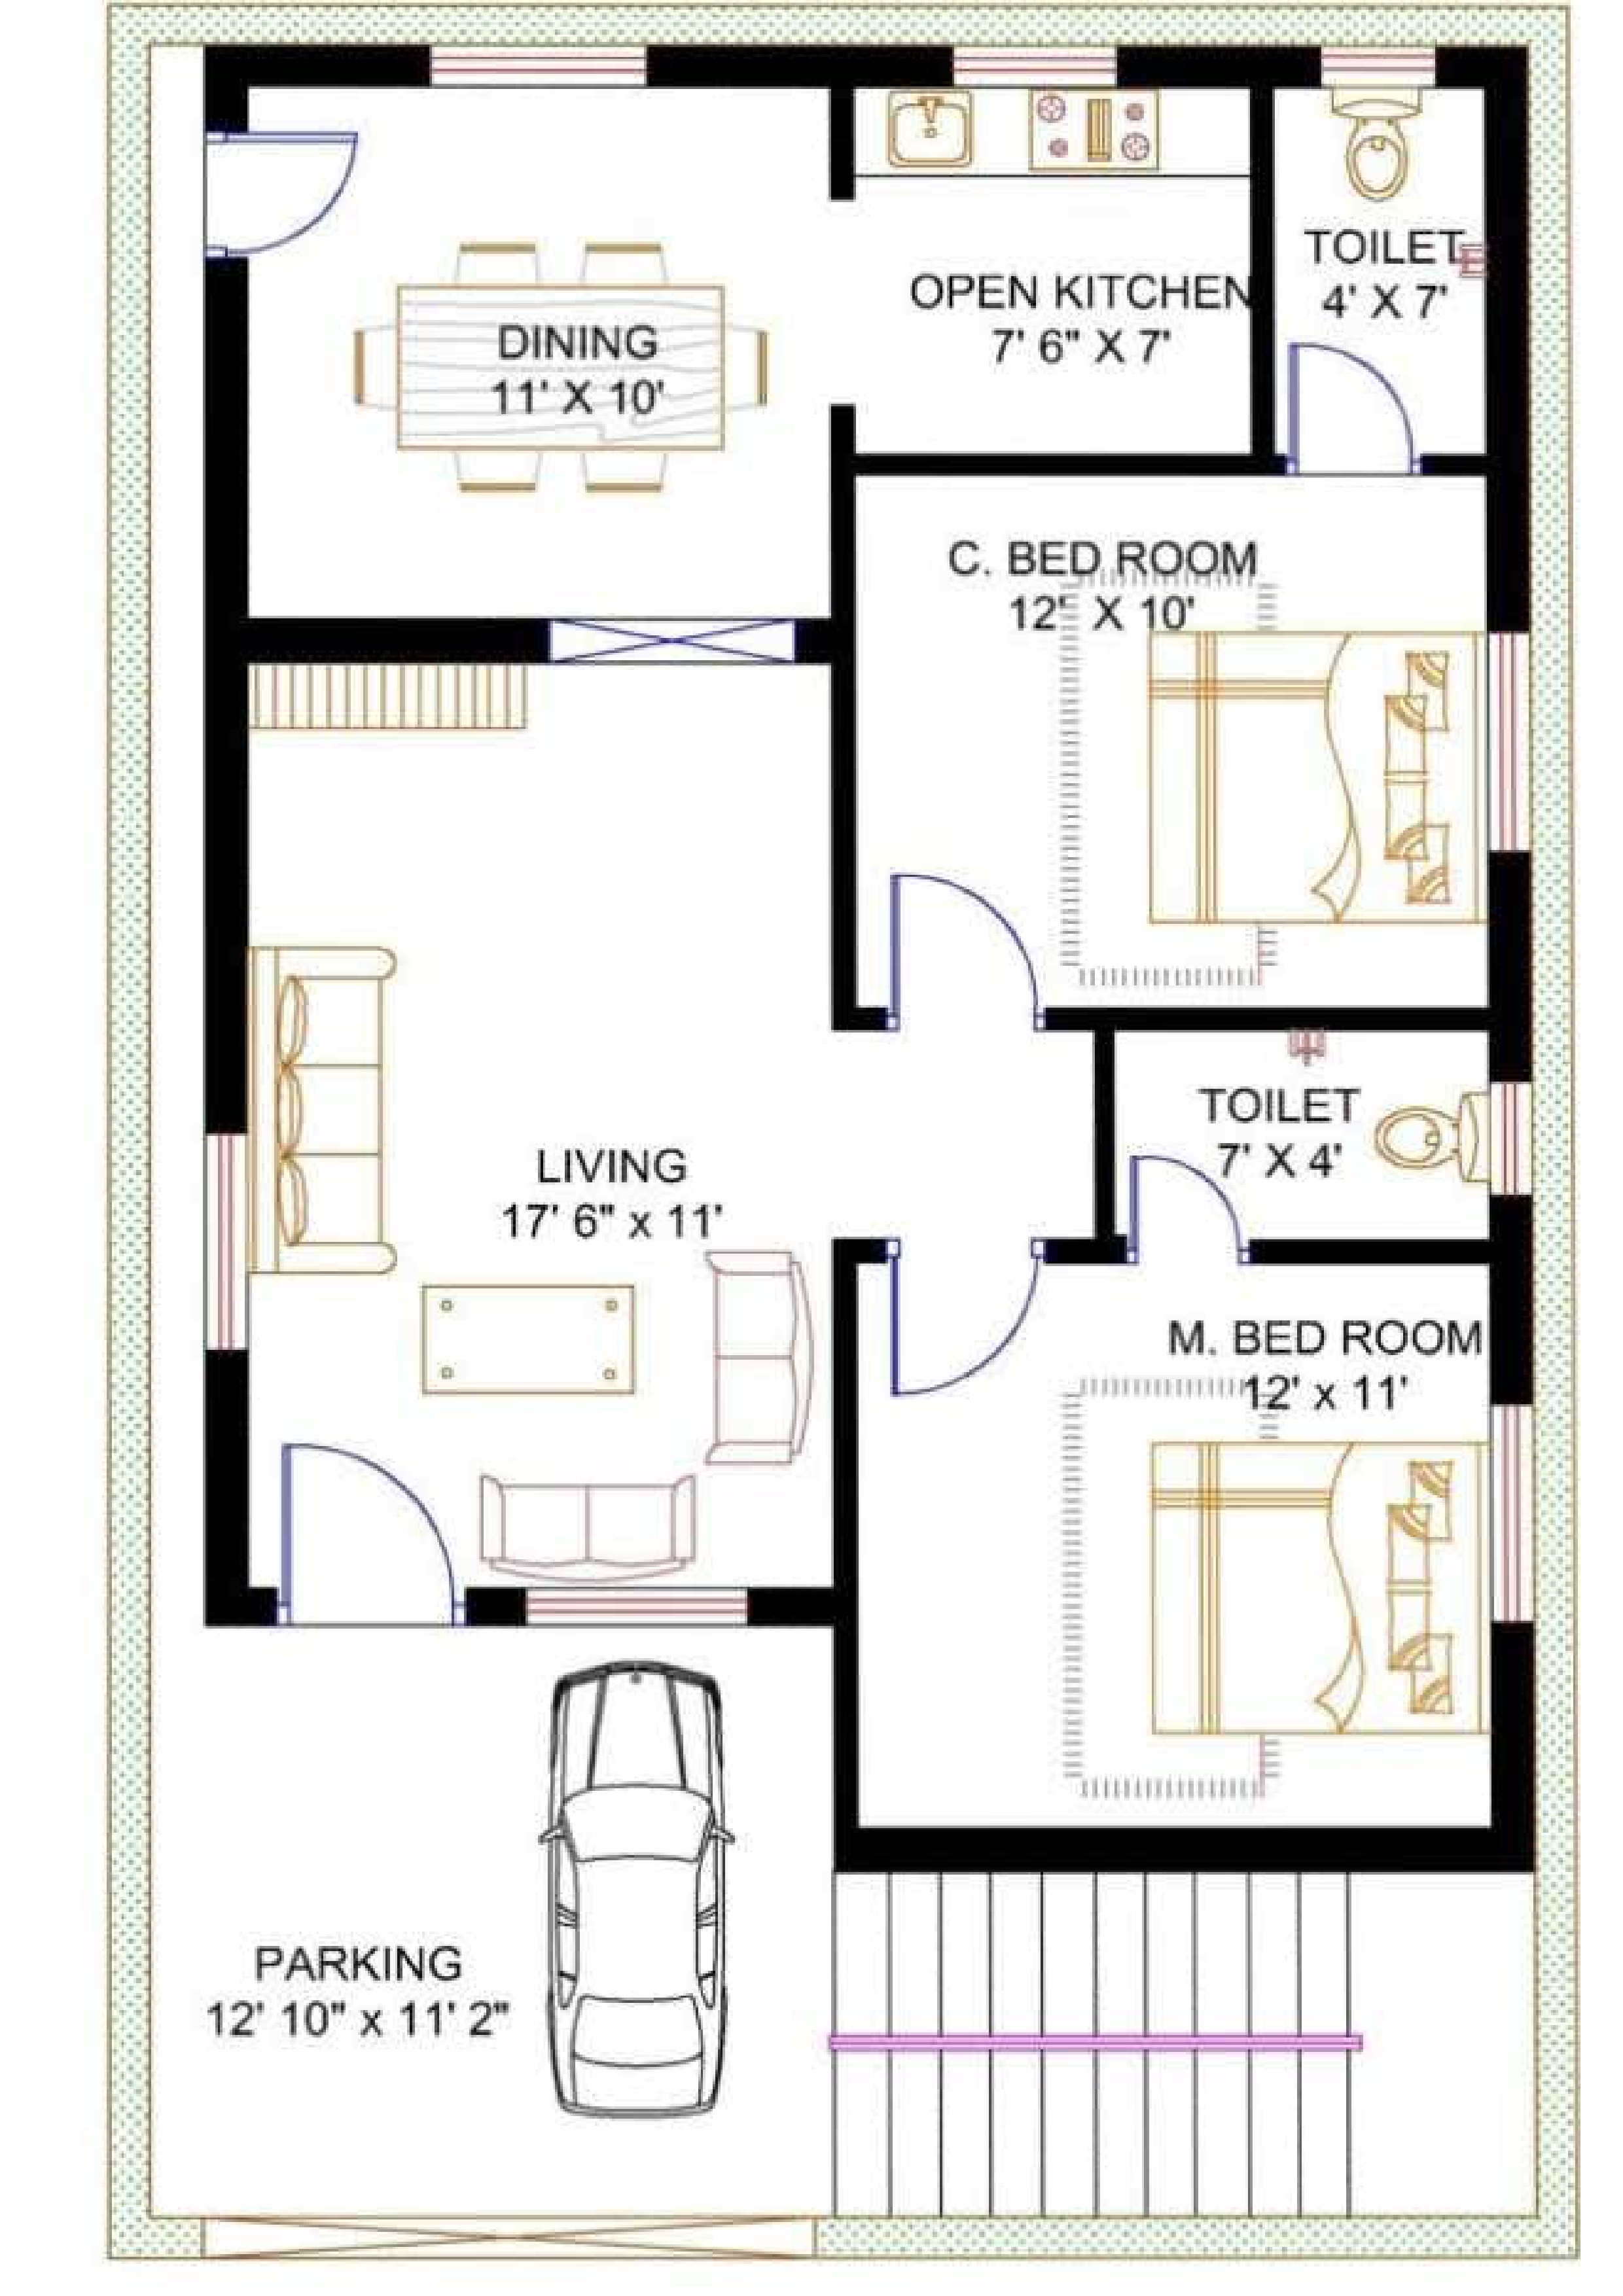 DINING
11' X 10'
OPEN KITCHEN
7' 6" X 7'
TOILET
4' X 7'
C. BED ROOM
12' X 10'
LIVING
17' 6" x 11'
TOILET
7' X 4'
M. BED ROOM
12' x 11'
PARKING
12' 10" x 11' 2"